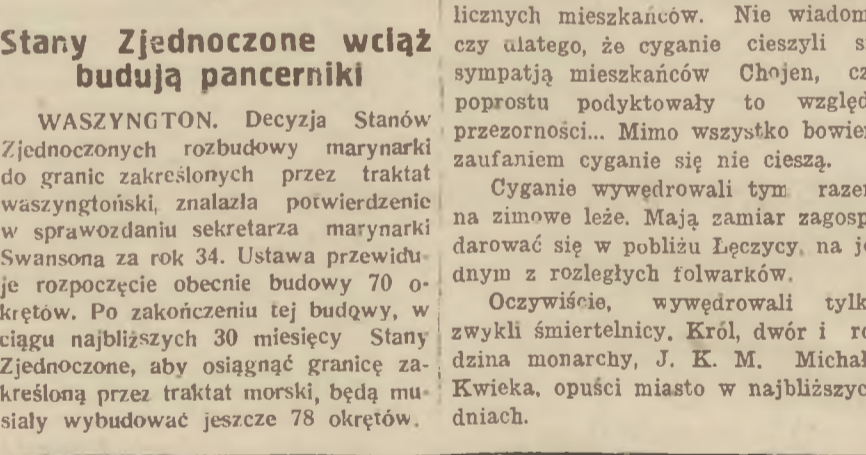 Stany Zjednoczone wciąż
budują pancerniki
WASZYNGTON. Decyzja Stanów
Zjednoczonych rozbudowy marynarki
do granic zakreślonych przez traktat
waszyngtoński, znalazła potwierdzenie
w sprawozdaniu sekretarza marynarki
Swansona za rok 34. Ustawa przewidu-
je rozpoczęcie obecnie budowy 70 o-
krętów. Po zakończeniu tej budowy, w
ciągu najbliższych 30 miesięcy Stany
Zjednoczone, aby osiągnąć granicę za-
kreśloną przez traktat morski, będą mu-
siały wybudować jeszcze 78 okrętów.
licznych mieszkańców. Nie wiadom
czy dlatego, że cyganie cieszyli s
sympatją mieszkańców Chojen, cz
poprostu podyktowały to względ
przezorności... Mimo wszystko bowie
zaufaniem cyganie się nie cieszą.
Cyganie wywędrowali tym raze
na zimowe leże. Mają zamiar zagosp
darować się w pobliżu Łęczycy, na j
dnym z rozległych folwarków.
Oczywiście, wywędrowali tylk
zwykli śmiertelnicy. Król, dwór i ro
dzina monarchy, J. K. M. Michał
Kwieka, opuści miasto w najbliższyc
dniach.